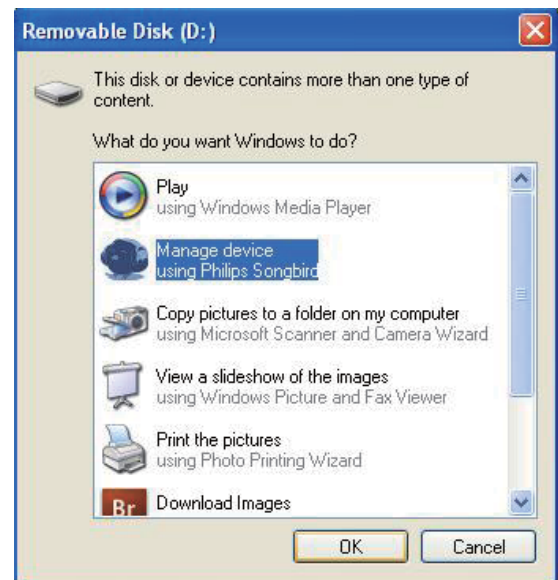 Removable Disk (D:)
This disk or device contains more than one type of
content.
What do you want Windows to do?
Play
using Windows Media Player
Manage device
using Philips Songbird
Copy pictures to a folder on my computer
using Microsoft Scanner and Camera Wizard
View a slideshow of the images
using Windows Picture and Fax Viewer
Print the pictures
using Photo Printing Wizard
Br Download Images
OK Cancel